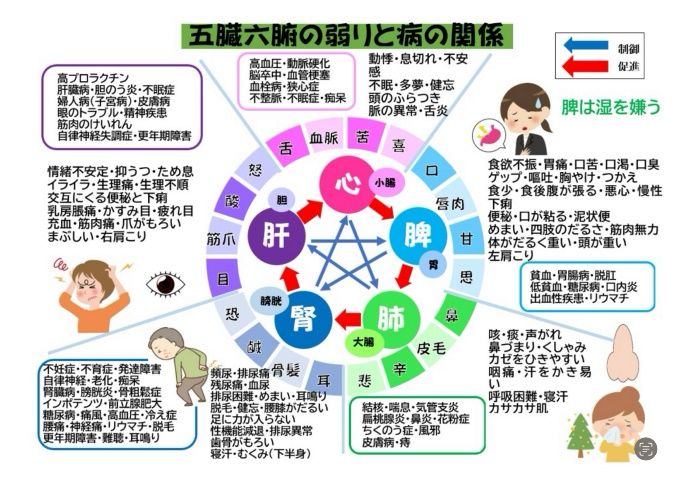 五臓六腑の弱りと病の関係
制御
促進
高プロラクチン
肝臓病・胆のう炎・不眠症
婦人病(子宮病)・皮膚病
眼のトラブル・精神疾患
筋肉のけいれん
自律神経失調症・更年期障害
高血圧・動脈硬化
脳卒中・血管梗塞
血栓病・狭心症
不整脈・不眠症・痴呆
動悸・息切れ・不安
感
不眠・多夢・健忘
頭のふらつき
脈の異常・舌炎
脾は湿を嫌う
情緒不安定・抑うつ・ため息
イライラ・生理痛・生理不順
交互にくる便秘と下痢
乳房脹痛・かすみ目・疲れ目
充血・筋肉痛・爪がもろい
まぶしい・右肩こり
食欲不振・胃痛・口苦・口渇・口臭
ゲップ・嘔吐・胸やけ・つかえ
食少・食後腹が張る・悪心・慢性
下痢
便秘・口が粘る・泥状便
めまい・四肢のだるさ・筋肉無力
体がだるく重い・頭が重い
左肩こり
貧血・胃腸病・脱肛
低貧血・糖尿病・口内炎
出血性疾患・リウマチ
舌
血脈
苦
喜
口
唇肉
甘
思
鼻
皮毛
辛
悲
耳
骨髪
鹹
恐
目
筋爪
酸
怒
心
小腸
脾
胃
肺
大腸
腎
膀胱
肝
胆
咳・痰・声がれ
鼻づまり・くしゃみ
カゼをひきやすい
咽痛・汗をかき易
い
呼吸困難・寝汗
カサカサ肌
不妊症・不育症・発達障害
自律神経・老化・痴呆
腎臓病・膀胱炎・骨粗鬆症
インポテンツ・前立腺肥大
糖尿病・痛風・高血圧・冷え症
腰痛・神経痛・リウマチ・脱毛
更年期障害・難聴・耳鳴り
頻尿・排尿痛
残尿痛・血尿
排尿困難・めまい・耳鳴り
脱毛・健忘・腰膝がだるい
足に力が入らない
性機能減退・排尿異常
歯骨がもろい
寝汗・むくみ(下半身)
結核・喘息・気管支炎
扁桃腺炎・鼻炎・花粉症
ちくのう症・風邪
皮膚病・痔